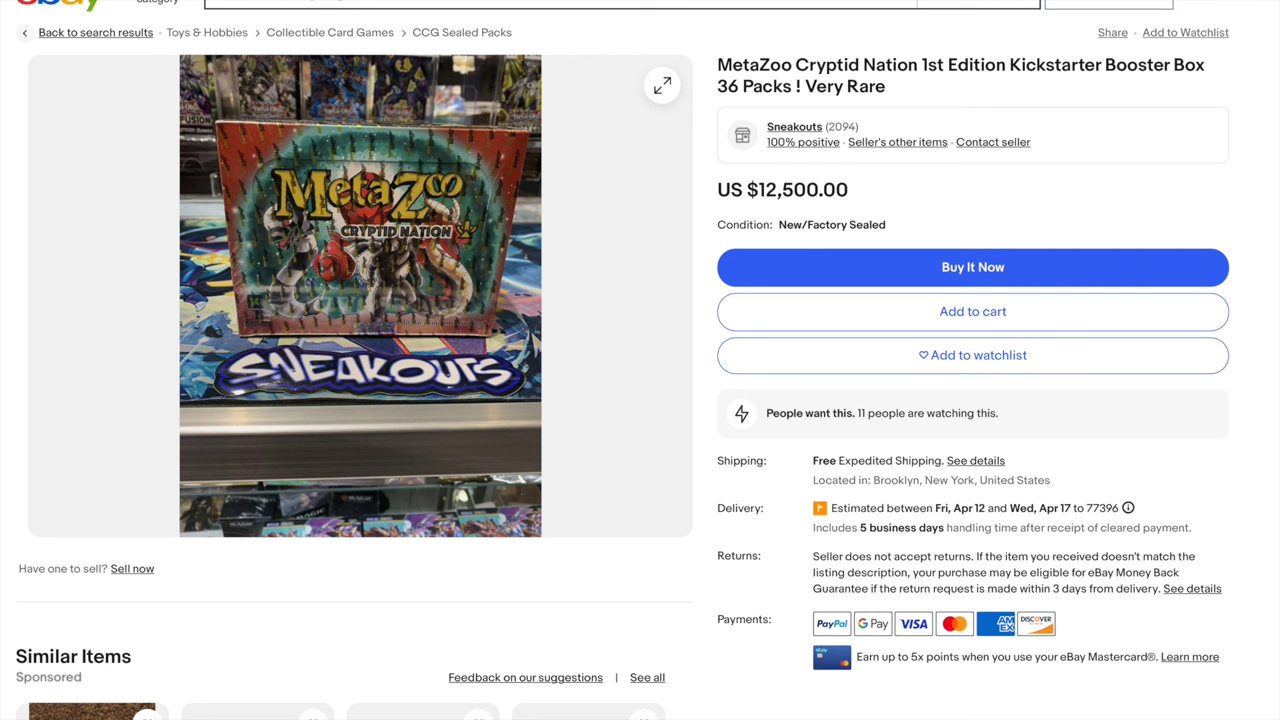 ebay
category
Back to search results · Toys & Hobbies > Collectible Card Games > CCG Sealed Packs
Share · Add to Watchlist
MetaZoo Cryptid Nation 1st Edition Kickstarter Booster Box
36 Packs ! Very Rare
Sneakouts (2094)
100% positive · Seller's other items · Contact seller
US $12,500.00
Condition: New/Factory Sealed
Buy It Now
Add to cart
Add to watchlist
People want this. 11 people are watching this.
Shipping: Free Expedited Shipping. See details
Located in: Brooklyn, New York, United States
Delivery: Estimated between Fri, Apr 12 and Wed, Apr 17 to 77396
Includes 5 business days handling time after receipt of cleared payment.
Returns: Seller does not accept returns. If the item you received doesn't match the
listing description, your purchase may be eligible for eBay Money Back
Guarantee if the return request is made within 3 days from delivery. See details
Payments: PayPal G Pay VISA AM EX DISCOVER
ebay
Earn up to 5x points when you use your eBay Mastercard®. Learn more
FUSION
MetaZoo
CRYPTID NATION
SNEAKOUTS
MAGIC
MAGIC
Have one to sell? Sell now
Similar Items
Sponsored
Feedback on our suggestions | See all